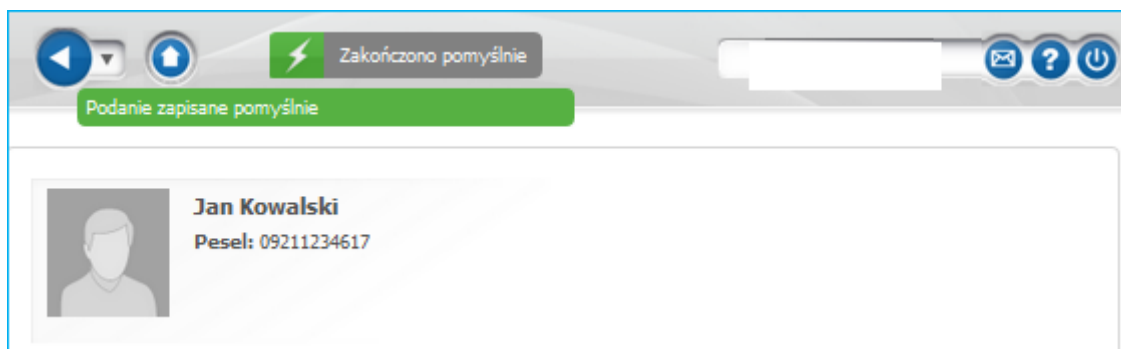 Zakończono pomyślnie
Podanie zapisane pomyślnie
Jan Kowalski
Pesel: 09211234617